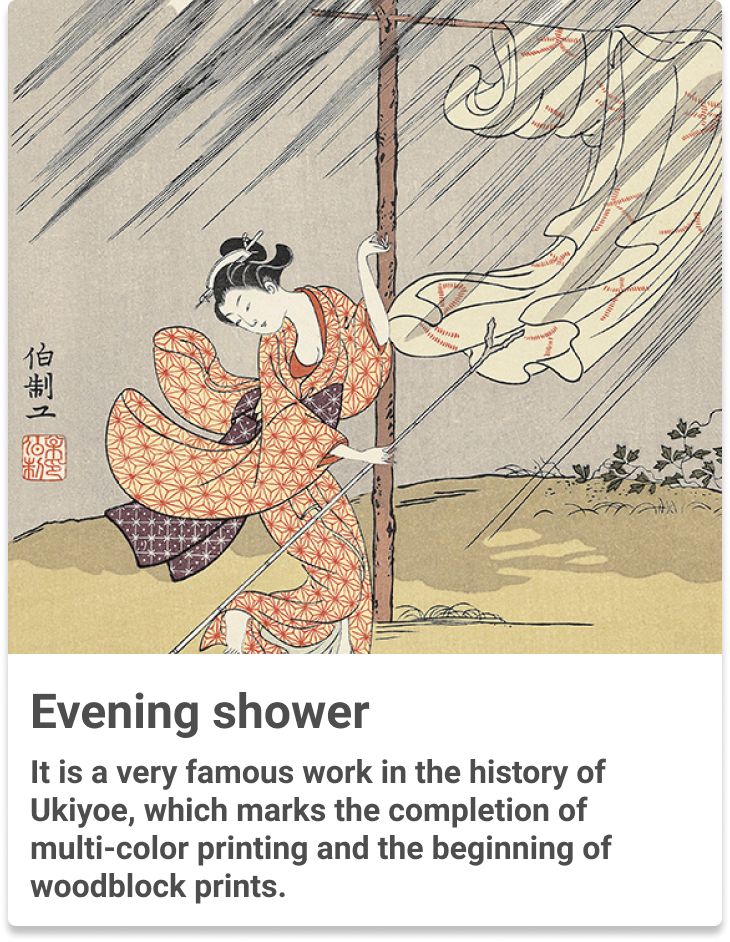 伯制工
Evening shower
It is a very famous work in the history of
Ukiyoe, which marks the completion of
multi-color printing and the beginning of
woodblock prints.